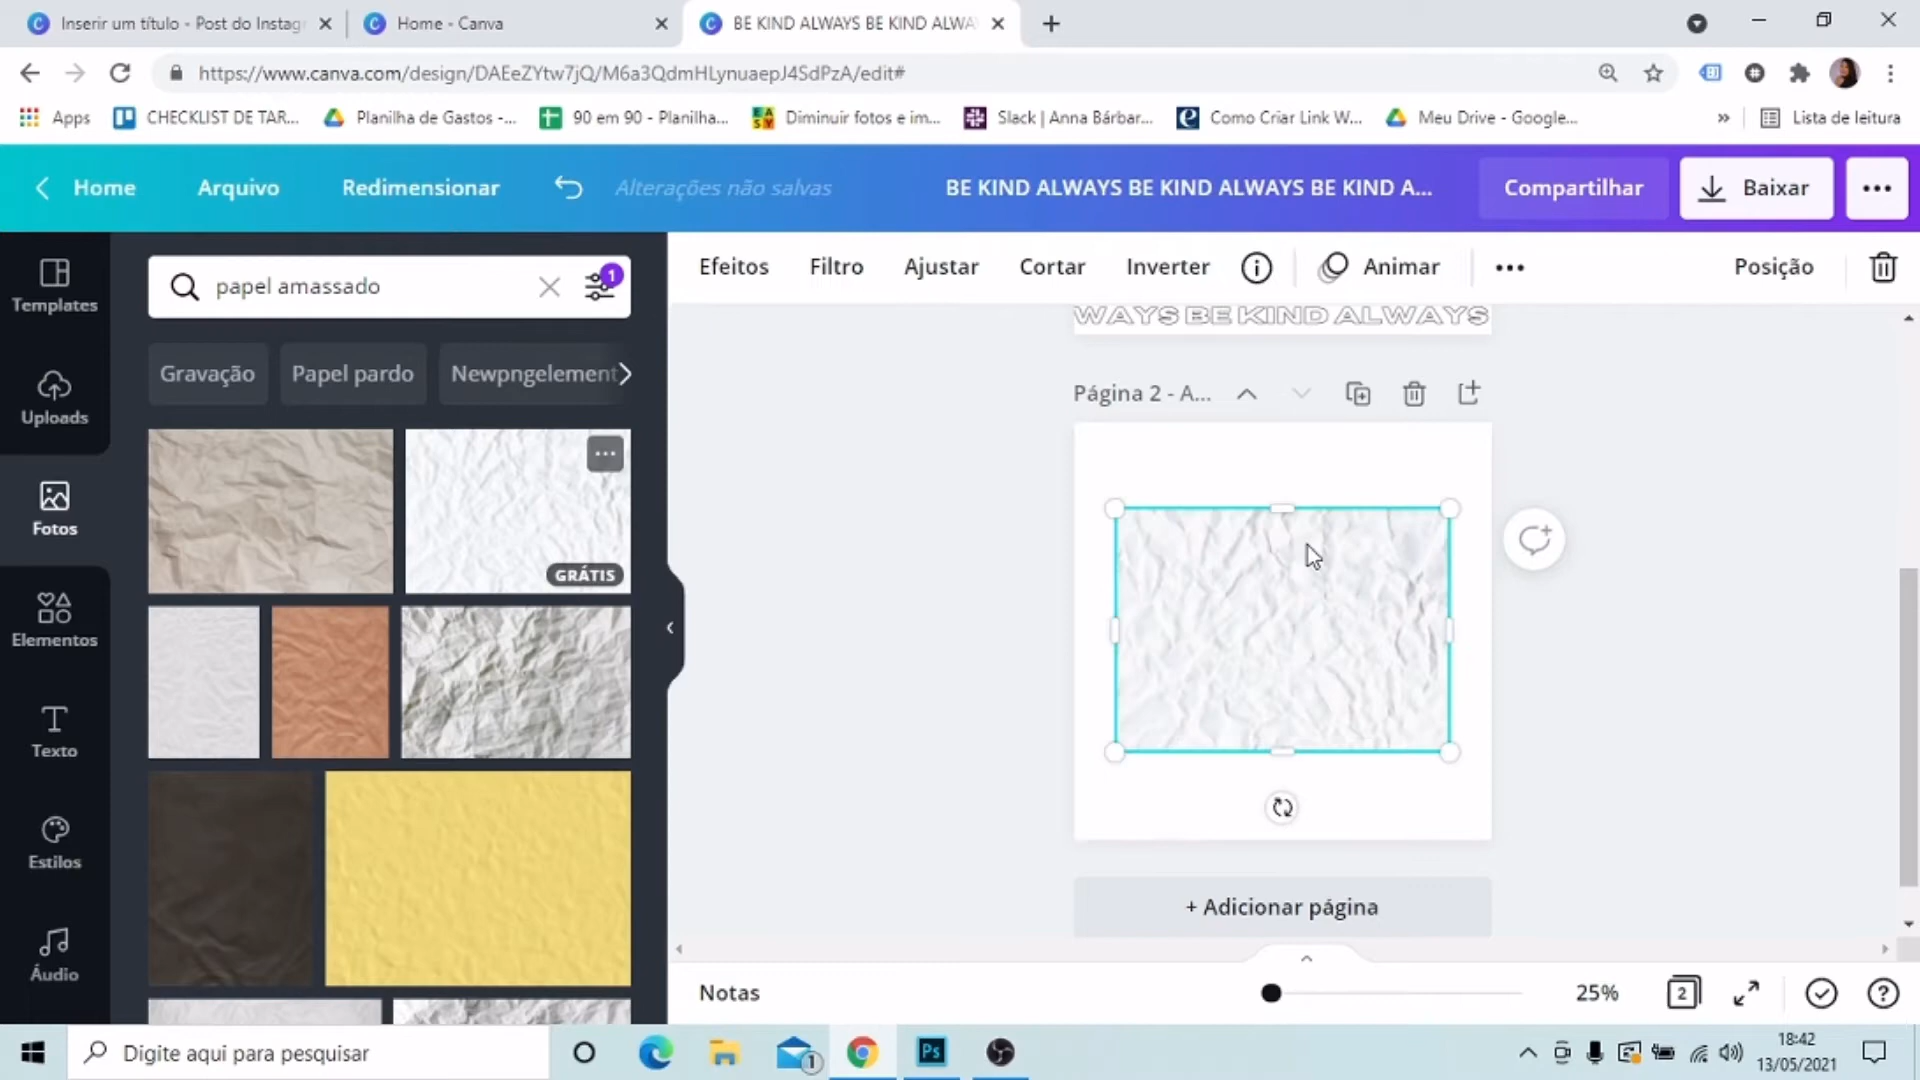 Inserir um título - Post do Instag
Home - Canva
BE KIND ALWAYS BE KIND ALWA
https://www.canva.com/design/DAEeZYtw7jQ/M6a3QdmHLynuaepJ4SdPzA/edit#
Apps
CHECKLIST DE TAR...
Planilha de Gastos -...
90 em 90 - Planilha...
EASY
Diminuir fotos e im...
Slack | Anna Bárbar...
Como Criar Link W...
Meu Drive - Google...
»
Lista de leitura
Home
Arquivo
Redimensionar
Alterações não salvas
BE KIND ALWAYS BE KIND ALWAYS BE KIND A...
Compartilhar
Baixar
Templates
Uploads
Fotos
Elementos
Texto
Estilos
Áudio
papel amassado
1
Gravação
Papel pardo
Newpngelement
GRÁTIS
Efeitos
Filtro
Ajustar
Cortar
Inverter
Animar
Posição
WAYS BE KIND ALWAYS
Página 2 - A...
+ Adicionar página
Notas
25%
2
Digite aqui para pesquisar
1
Ps
18:42
13/05/2021